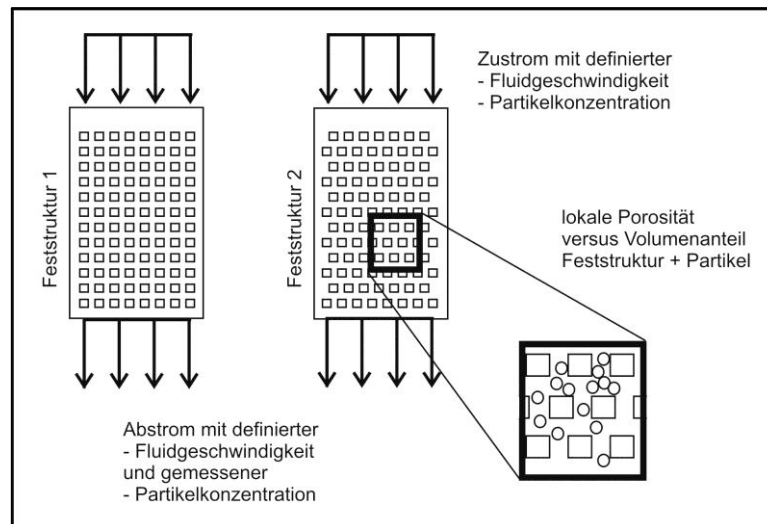 Zustrom mit definierter
- Fluidgeschwindigkeit
- Partikelkonzentration
Feststruktur 1
Feststruktur 2
lokale Porosität
versus Volumenanteil
Feststruktur + Partikel
Abstrom mit definierter
- Fluidgeschwindigkeit
und gemessener
- Partikelkonzentration